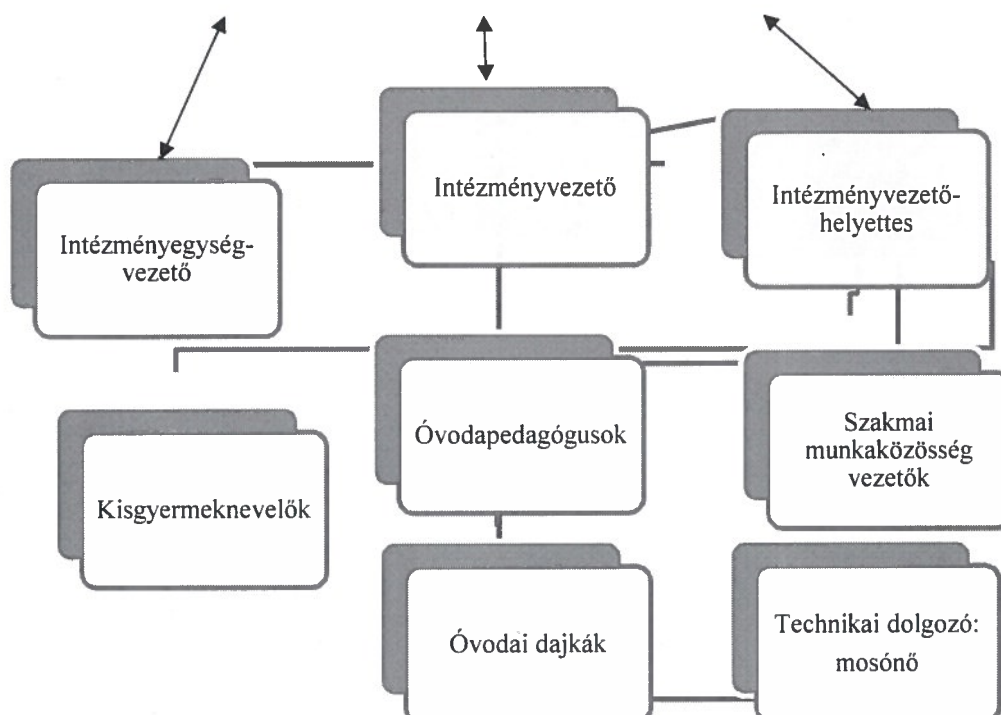 Intézményvezető
Intézményvezető-
helyettes
Intézményegység-
vezető
Óvodapedagógusok
Szakmai
munkaközösség
vezetők
Kisgyermeknevelők
Óvodai dajkák
Technikai dolgozó:
mosónő